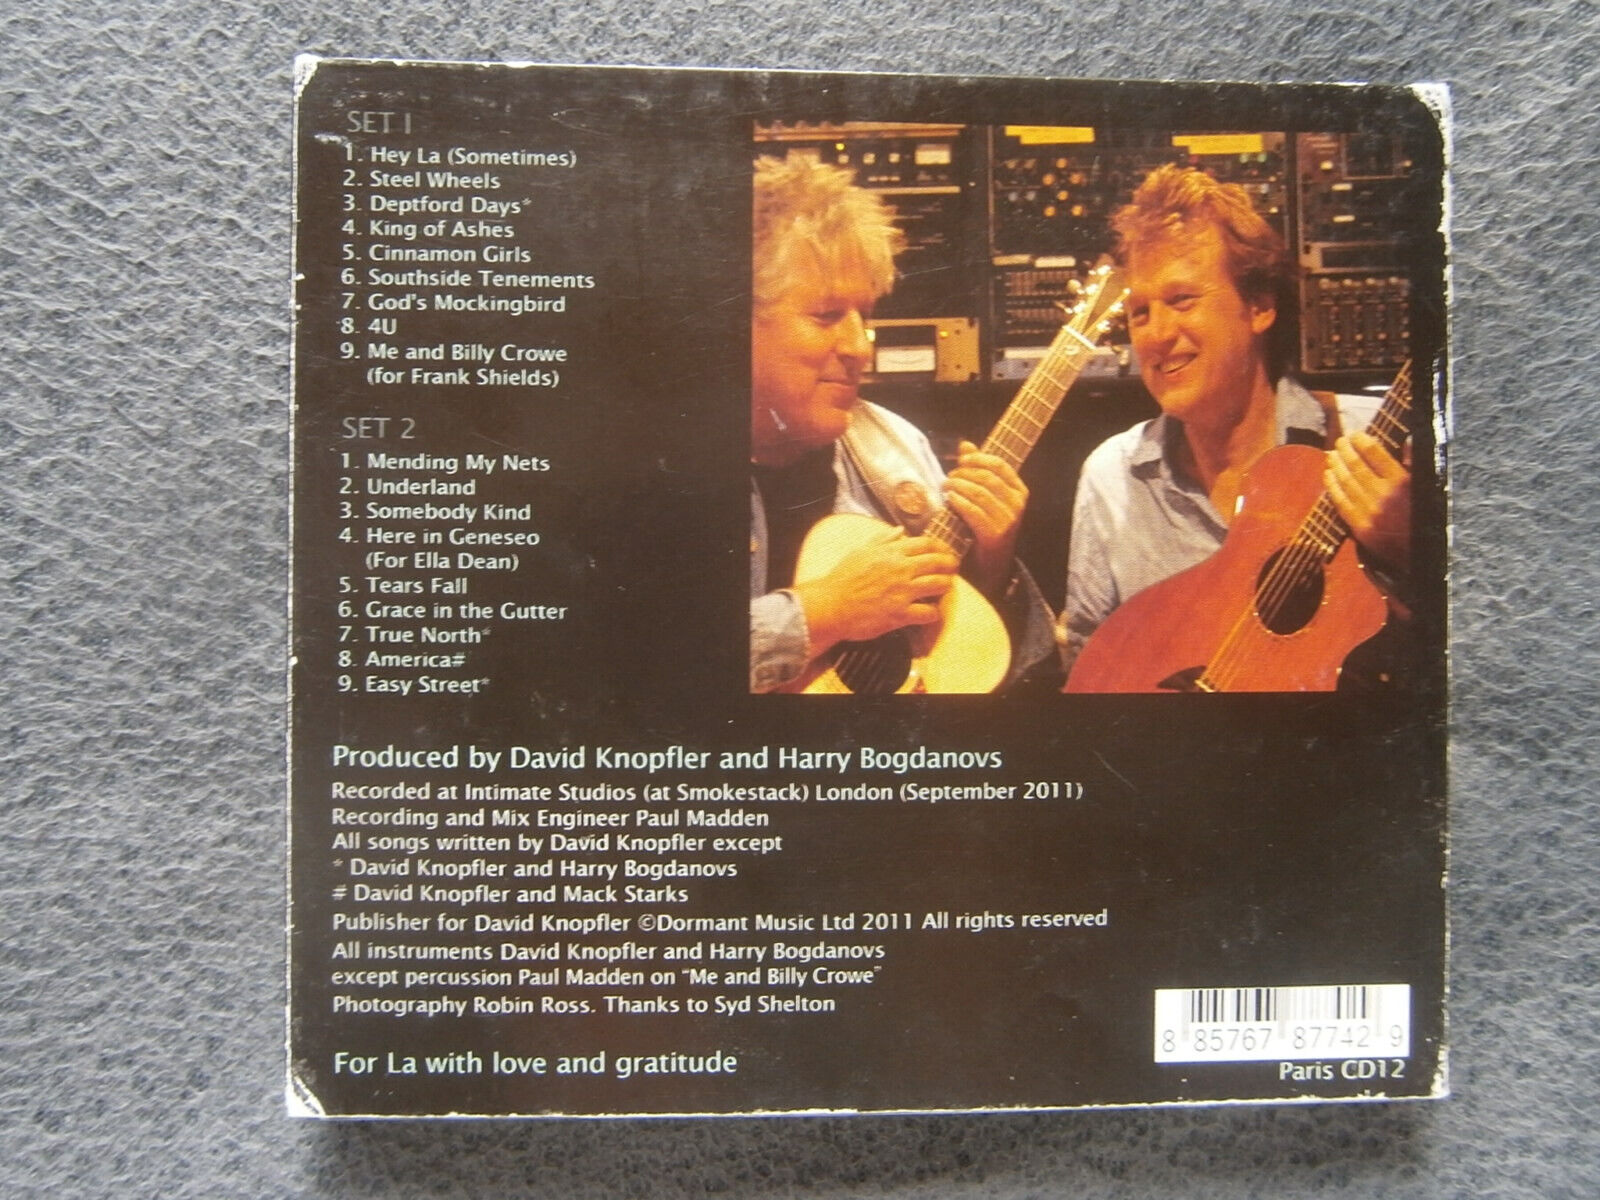 SET 1
1. Hey La (Sometimes)
2. Steel Wheels
3. Deptford Days*
4. King of Ashes
5. Cinnamon Girls
6. Southside Tenements
7. God's Mockingbird
8. 4U
9. Me and Billy Crowe
(for Frank Shields)
SET 2
1. Mending My Nets
2. Underland
3. Somebody Kind
4. Here in Geneseo
(For Ella Dean)
5. Tears Fall
6. Grace in the Gutter
7. True North*
8. America#
9. Easy Street*
Produced by David Knopfler and Harry Bogdanovs
Recorded at Intimate Studios (at Smokestack) London (September 2011)
Recording and Mix Engineer Paul Madden
All songs written by David Knopfler except
* David Knopfler and Harry Bogdanovs
# David Knopfler and Mack Starks
Publisher for David Knopfler ©Dormant Music Ltd 2011 All rights reserved
All instruments David Knopfler and Harry Bogdanovs
except percussion Paul Madden on "Me and Billy Crowe"
Photography Robin Ross. Thanks to Syd Shelton
For La with love and gratitude
8 85767 87742 9
Paris CD12